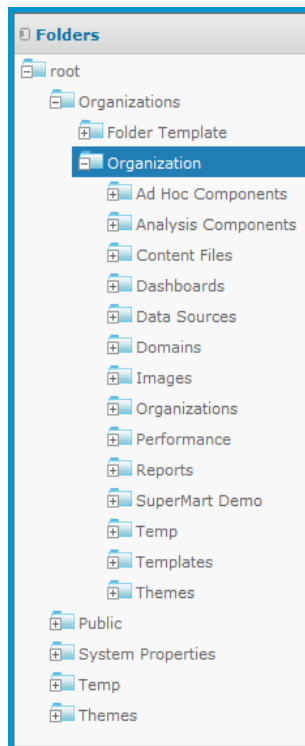 Folders
root
Organizations
Folder Template
Organization
Ad Hoc Components
Analysis Components
Content Files
Dashboards
Data Sources
Domains
Images
Organizations
Performance
Reports
SuperMart Demo
Temp
Templates
Themes
Public
System Properties
Temp
Themes